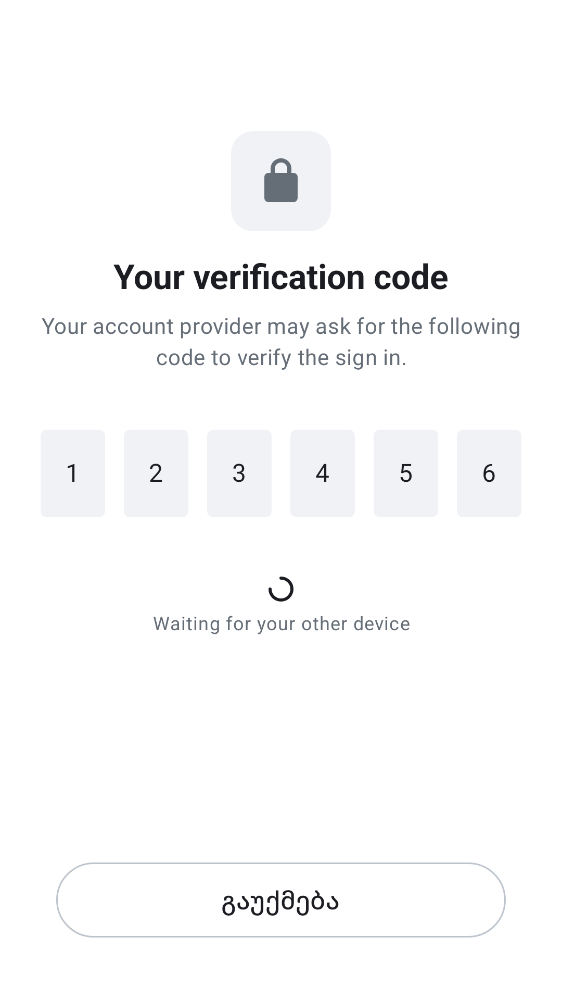 Your verification code
Your account provider may ask for the following
code to verify the sign in.
1 2 3 4 5 6
Waiting for your other device
გაუქმება